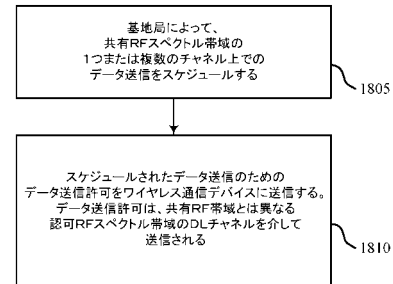 基地局によって、
共有RFスペクトル帯域の
1つまたは複数のチャネル上での
データ送信をスケジュールする
1805
スケジュールされたデータ送信のための
データ送信許可をワイヤレス通信デバイスに送信する。
データ送信許可は、共有RF帯域とは異なる
認可RFスペクトル帯域のDLチャネルを介して
送信される
1810